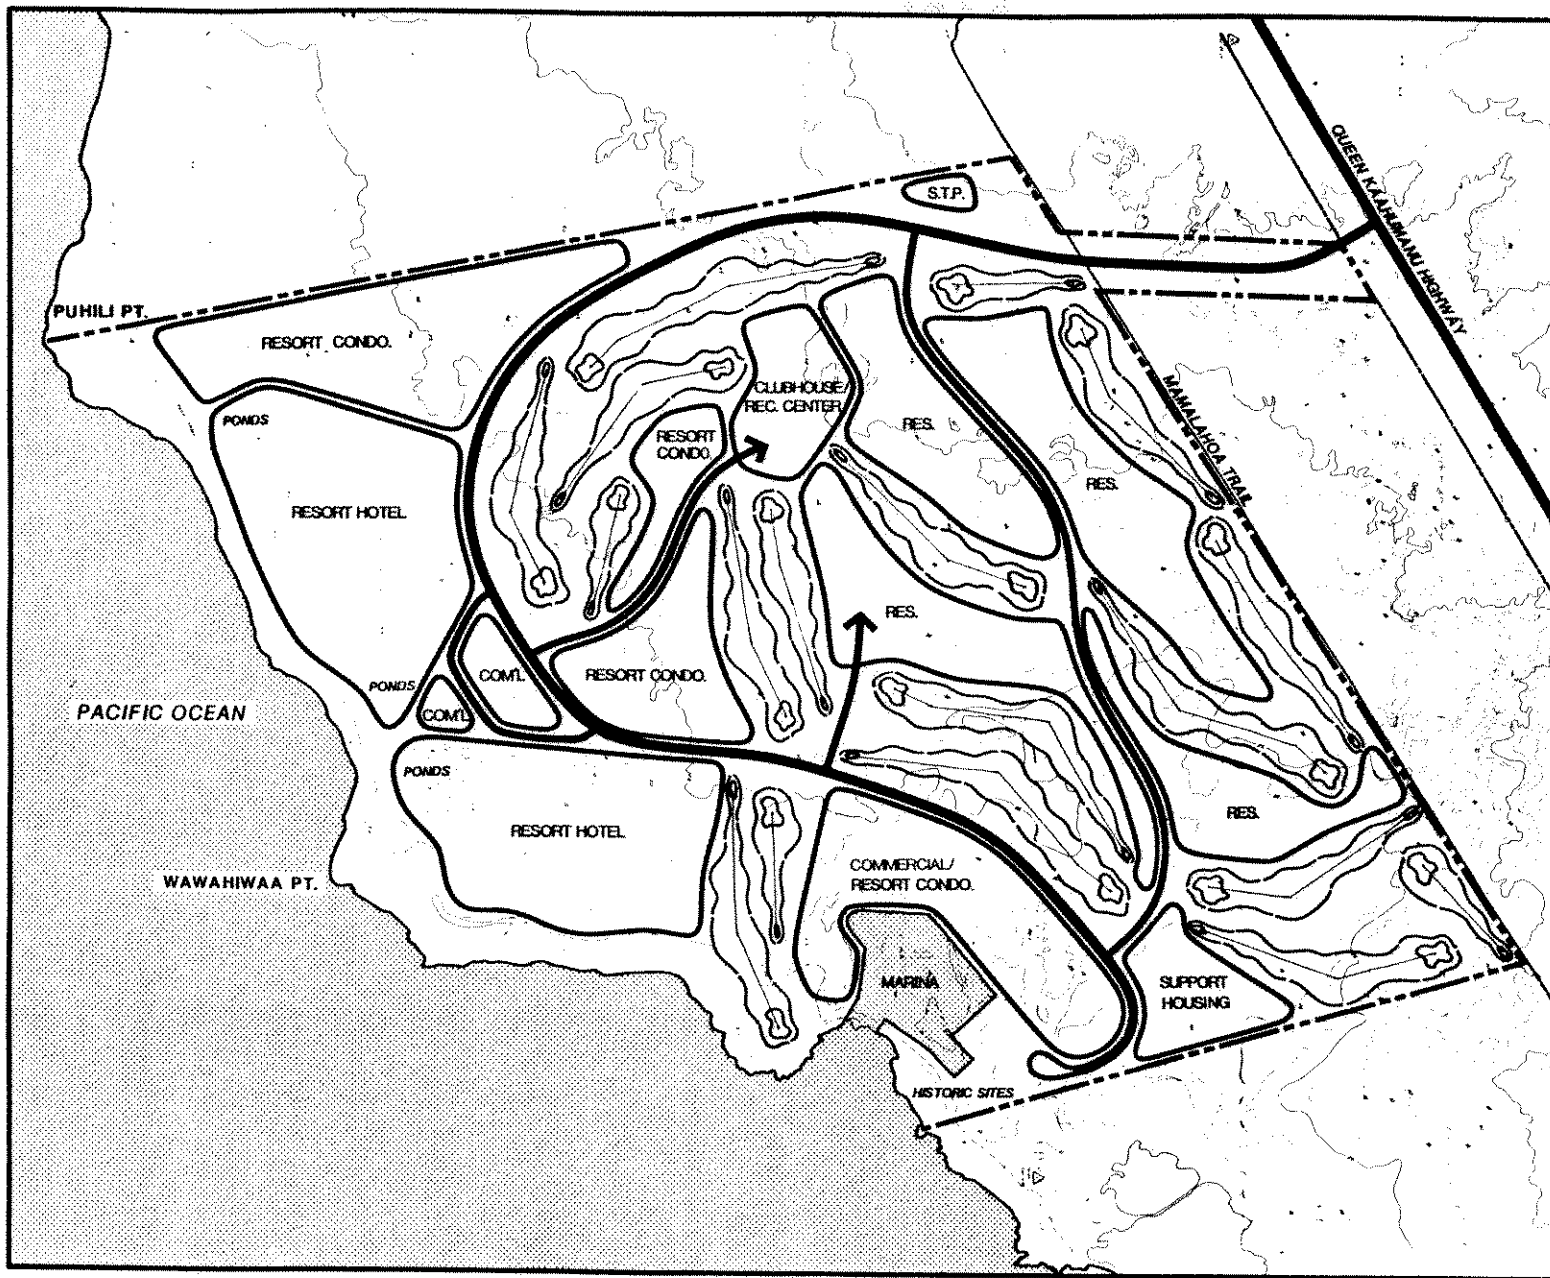 S.T.P.
QUEEN KAAHUMANU HIGHWAY
PUHILI PT.
RESORT CONDO.
CLUBHOUSE/
REC. CENTER
MAMALAHOA TRAIL
PONDS
RESORT
CONDO.
RES.
RES.
RESORT HOTEL
RES.
COM'L.
RESORT CONDO.
PONDS
COM'L.
PACIFIC OCEAN
PONDS
RESORT HOTEL
RES.
COMMERCIAL/
RESORT CONDO.
WAWAHIWAA PT.
MARINA
SUPPORT
HOUSING
HISTORIC SITES